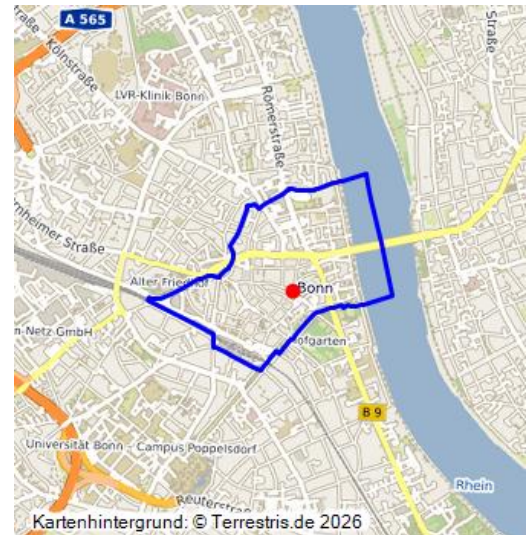 A 565
Kölnstraße
LVR-Klinik Bonn
Römerstraße
Straße
rnheimer Straße
Alter Friedhof
Bonn
n-Netz GmbH
ofgarten
B 9
Universität Bonn - Campus Poppelsdorf
Reuterstraße
Rhein
Kartenhintergrund: © Terrestris.de 2026